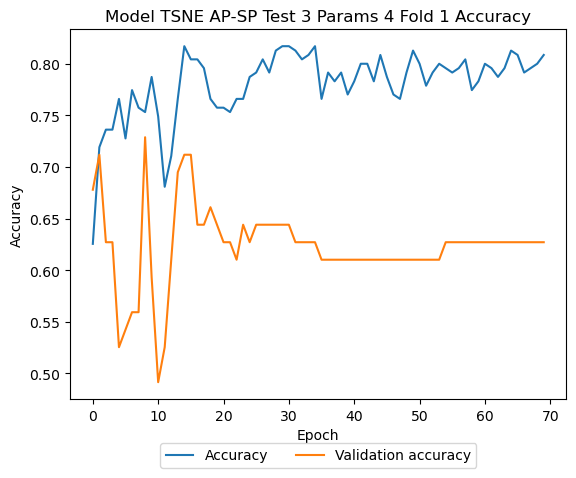 Model TSNE AP-SP Test 3 Params 4 Fold 1 Accuracy
0.80
0.75
0.70
0.65
0.60
0.55
0.50
Accuracy
0 10 20 30 40 50 60 70
Epoch
Accuracy Validation accuracy